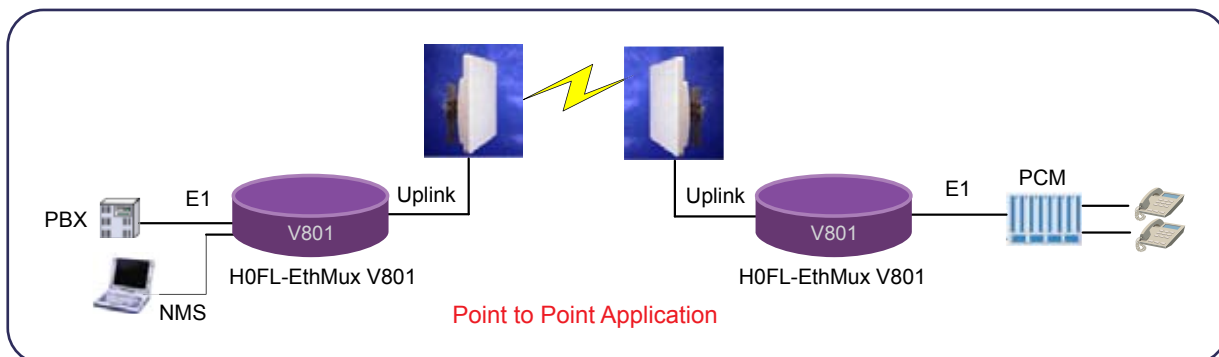 PBX
E1
V801
Uplink
H0FL-EthMux V801
NMS
Uplink
V801
E1
PCM
H0FL-EthMux V801
Point to Point Application